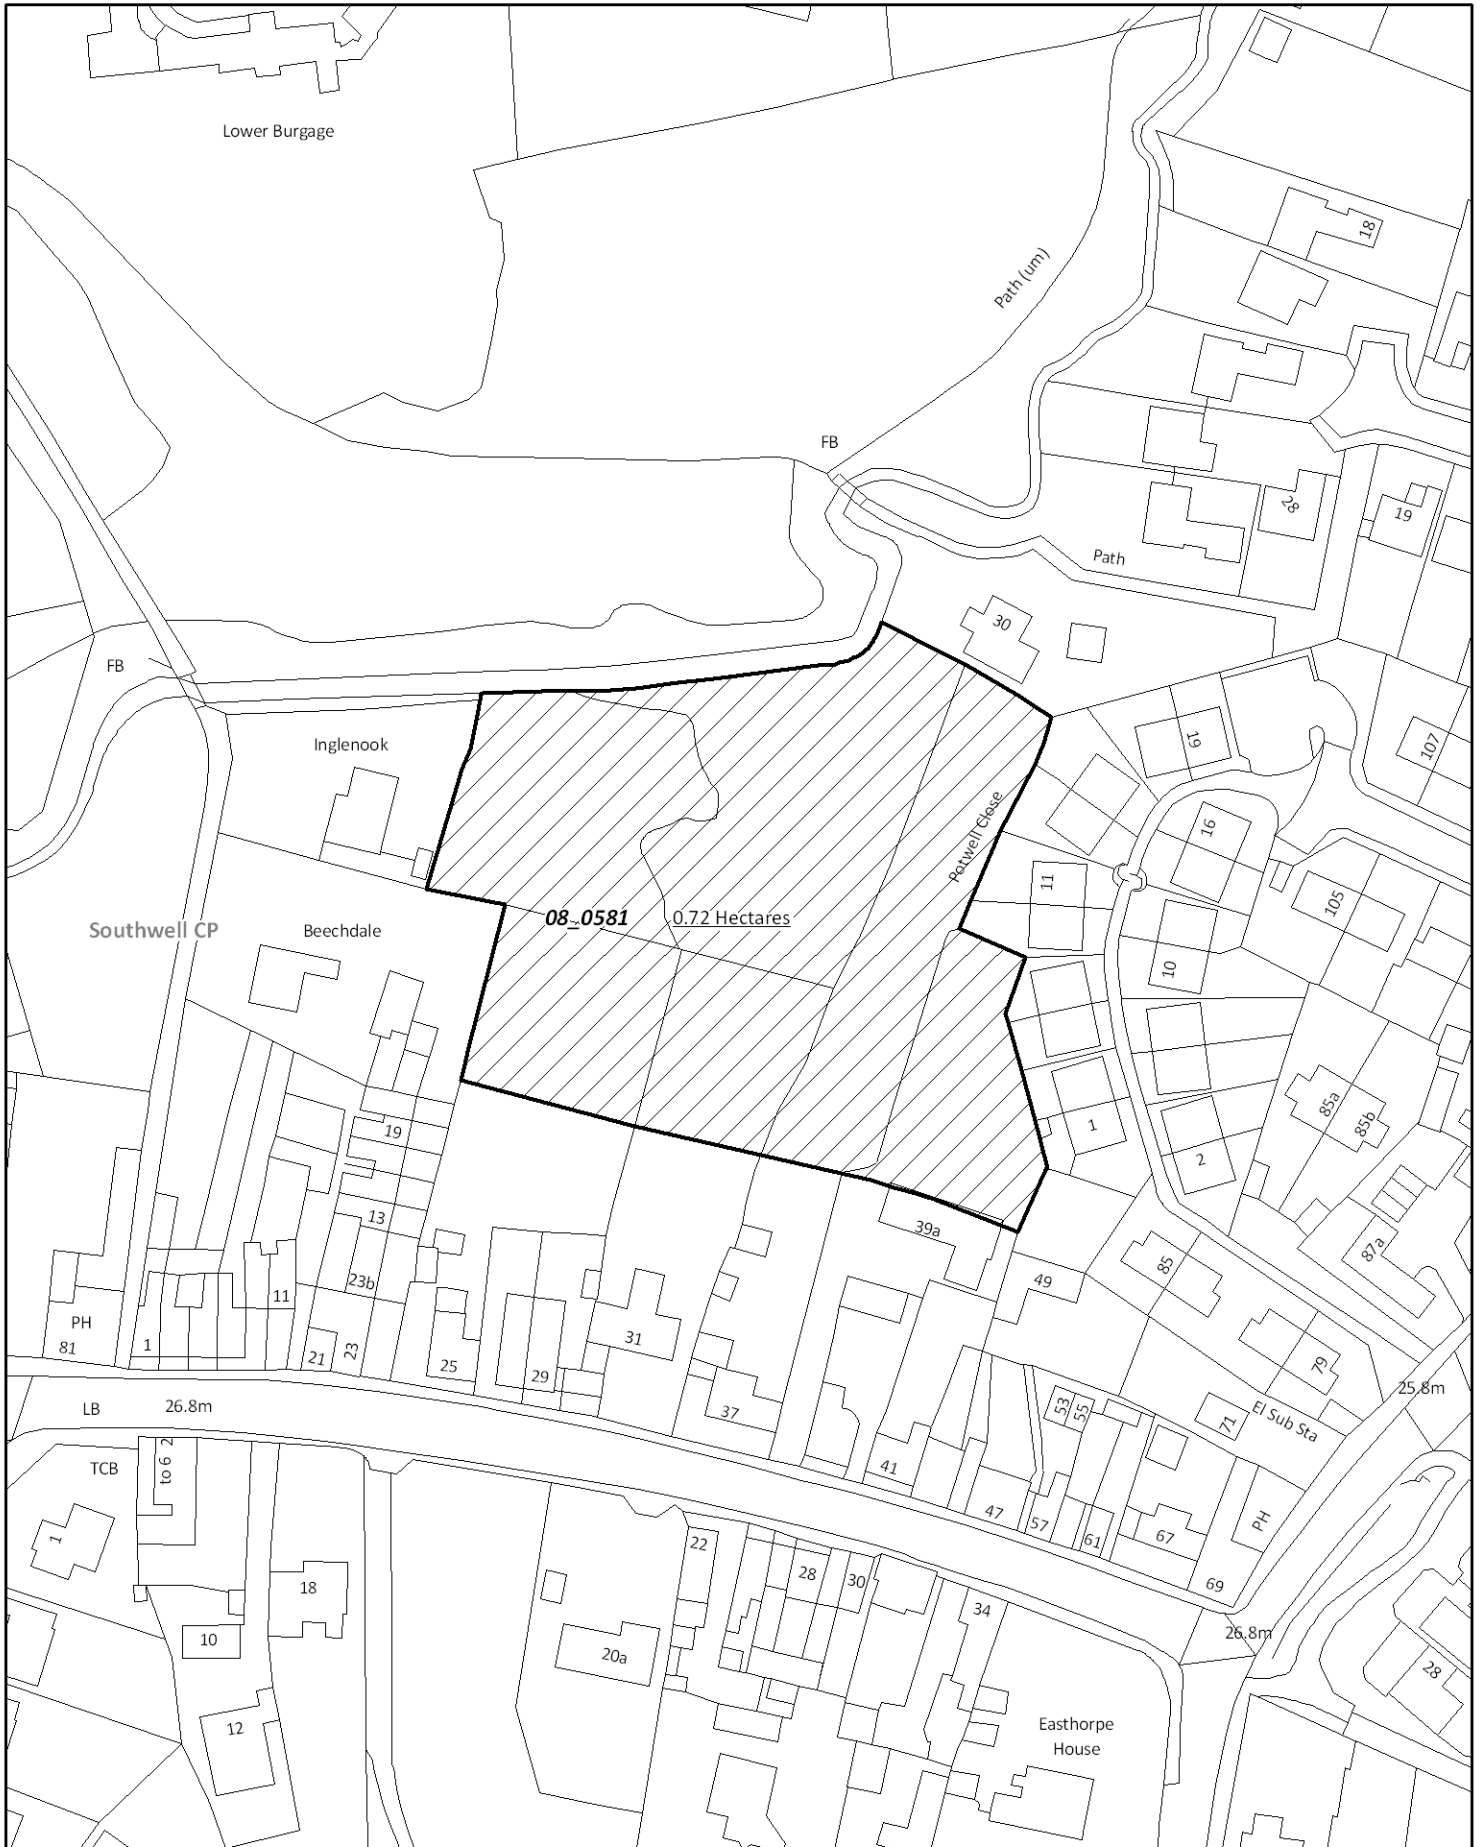 Lower Burgage
18
Path (um)
FB
28
19
Path
30
FB
Inglenook
19
107
Potwell Close
16
11
105
08_0581
0.72 Hectares
Southwell CP
Beechdale
10
85a
85b
1
19
2
13
39a
87a
85
23b
49
11
PH
81
1
21
23
25
29
31
37
79
25.8m
LB
26.8m
53
55
71
El Sub Sta
TCB
to 6 2
41
47
57
61
67
PH
69
1
22
28
30
18
34
26.8m
10
20a
28
12
Easthorpe
House